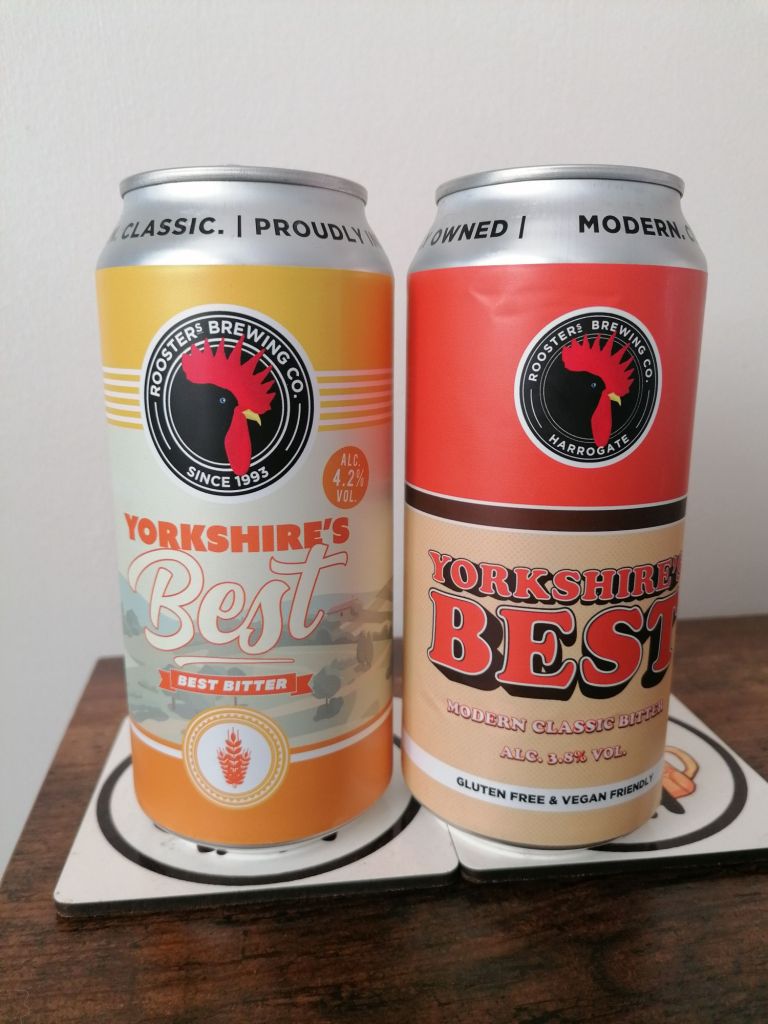 CLASSIC. | PROUDLY
ROOSTERS BREWING CO.
SINCE 1993
ALC.
4.2%
VOL.
YORKSHIRE'S
Best
BEST BITTER
OWNED | MODERN.
ROOSTERS BREWING CO.
HARROGATE
YORKSHIRE'S
BEST
MODERN CLASSIC BITTER
ALC. 3.8% VOL.
GLUTEN FREE & VEGAN FRIENDLY